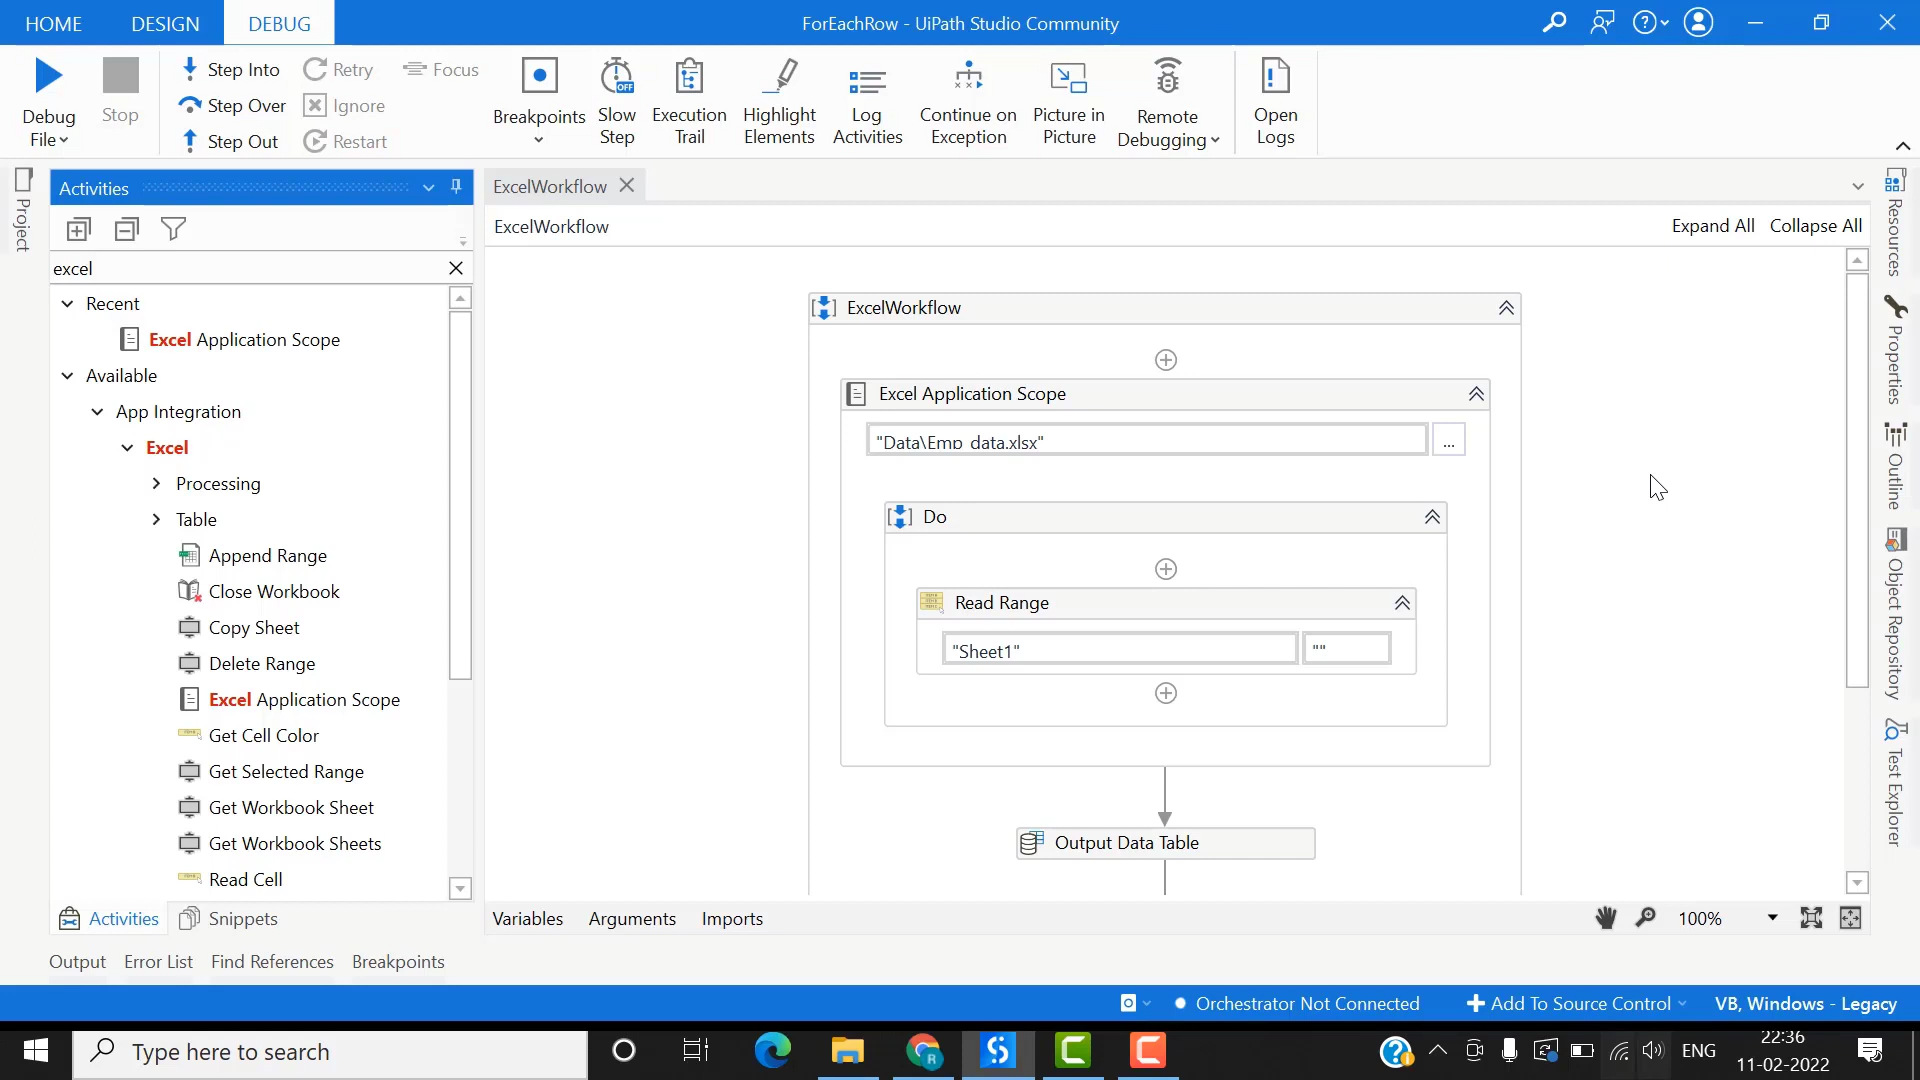 HOME DESIGN DEBUG ForEachRow - UiPath Studio Community
Debug File
Stop
Step Into
Step Over
Step Out
Retry
Ignore
Restart
Focus
Breakpoints
OFF
Slow Step
Execution Trail
Highlight Elements
Log Activities
Continue on Exception
Picture in Picture
Remote Debugging
Open Logs
Project
Activities
excel
Recent
Excel Application Scope
Available
App Integration
Excel
Processing
Table
Append Range
Close Workbook
Copy Sheet
Delete Range
Excel Application Scope
Get Cell Color
Get Selected Range
Get Workbook Sheet
Get Workbook Sheets
Read Cell
Activities Snippets
ExcelWorkflow
ExcelWorkflow Expand All Collapse All
ExcelWorkflow
Excel Application Scope
"Data\Emp_data.xlsx" ...
Do
Read Range
"Sheet1" ""
Output Data Table
Variables Arguments Imports 100%
Resources
Properties
Outline
Object Repository
Test Explorer
Output Error List Find References Breakpoints
Orchestrator Not Connected Add To Source Control VB, Windows - Legacy
Type here to search
ENG
22:36
11-02-2022